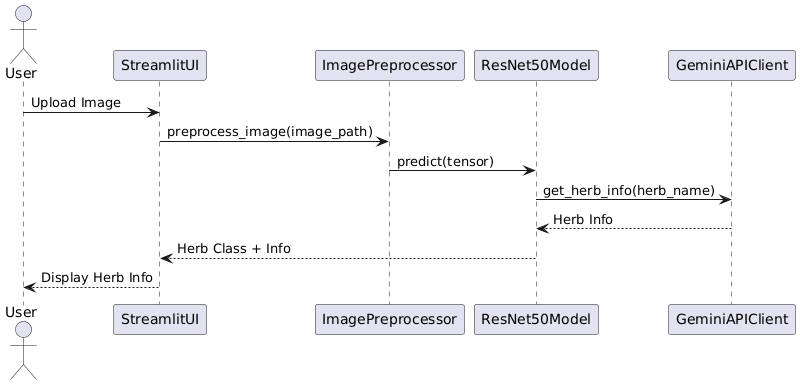 User
StreamlitUI
ImagePreprocessor
ResNet50Model
GeminiAPIClient
Upload Image
preprocess_image(image_path)
predict(tensor)
get_herb_info(herb_name)
Herb Info
Herb Class + Info
Display Herb Info
User
StreamlitUI
ImagePreprocessor
ResNet50Model
GeminiAPIClient